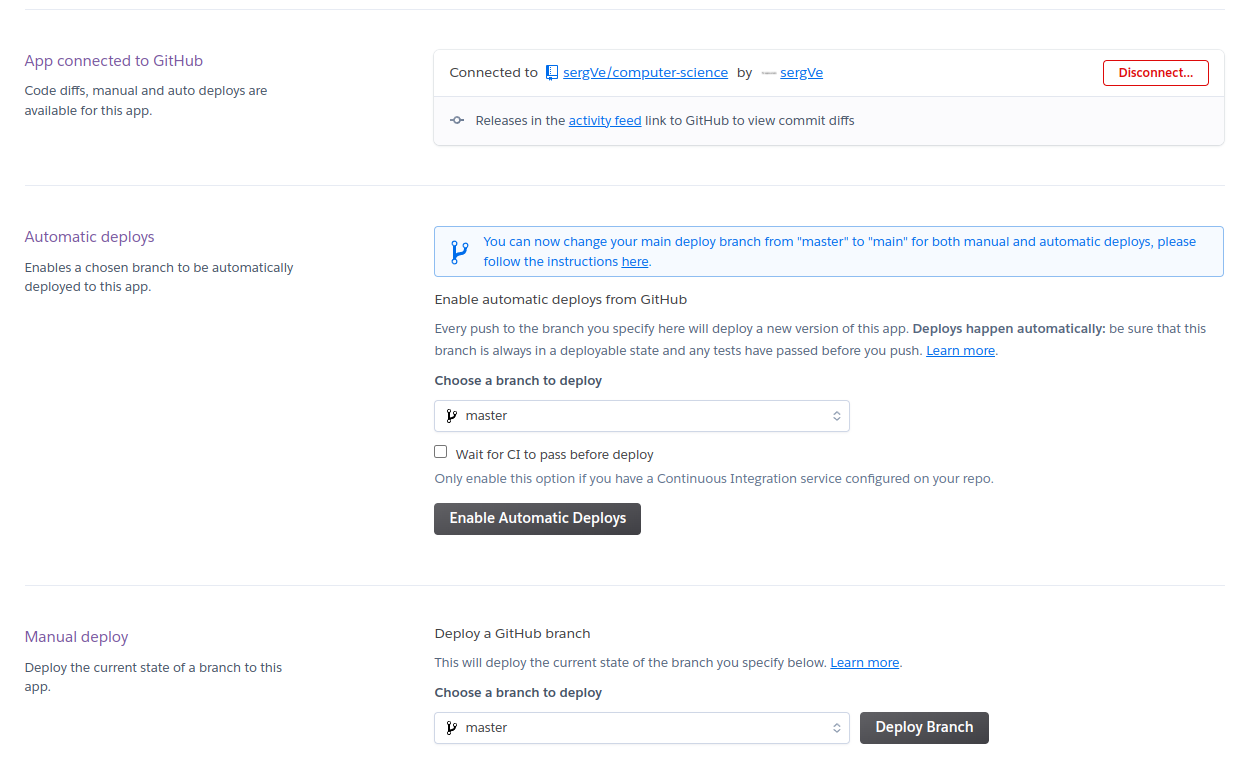 App connected to GitHub
Code diffs, manual and auto deploys are
available for this app.
Connected to sergVe/computer-science by sergVe
Disconnect...
Releases in the activity feed link to GitHub to view commit diffs
Automatic deploys
Enables a chosen branch to be automatically
deployed to this app.
You can now change your main deploy branch from "master" to "main" for both manual and automatic deploys, please
follow the instructions here.
Enable automatic deploys from GitHub
Every push to the branch you specify here will deploy a new version of this app. Deploys happen automatically: be sure that this
branch is always in a deployable state and any tests have passed before you push. Learn more.
Choose a branch to deploy
master
Wait for CI to pass before deploy
Only enable this option if you have a Continuous Integration service configured on your repo.
Enable Automatic Deploys
Manual deploy
Deploy the current state of a branch to this
app.
Deploy a GitHub branch
This will deploy the current state of the branch you specify below. Learn more.
Choose a branch to deploy
master
Deploy Branch